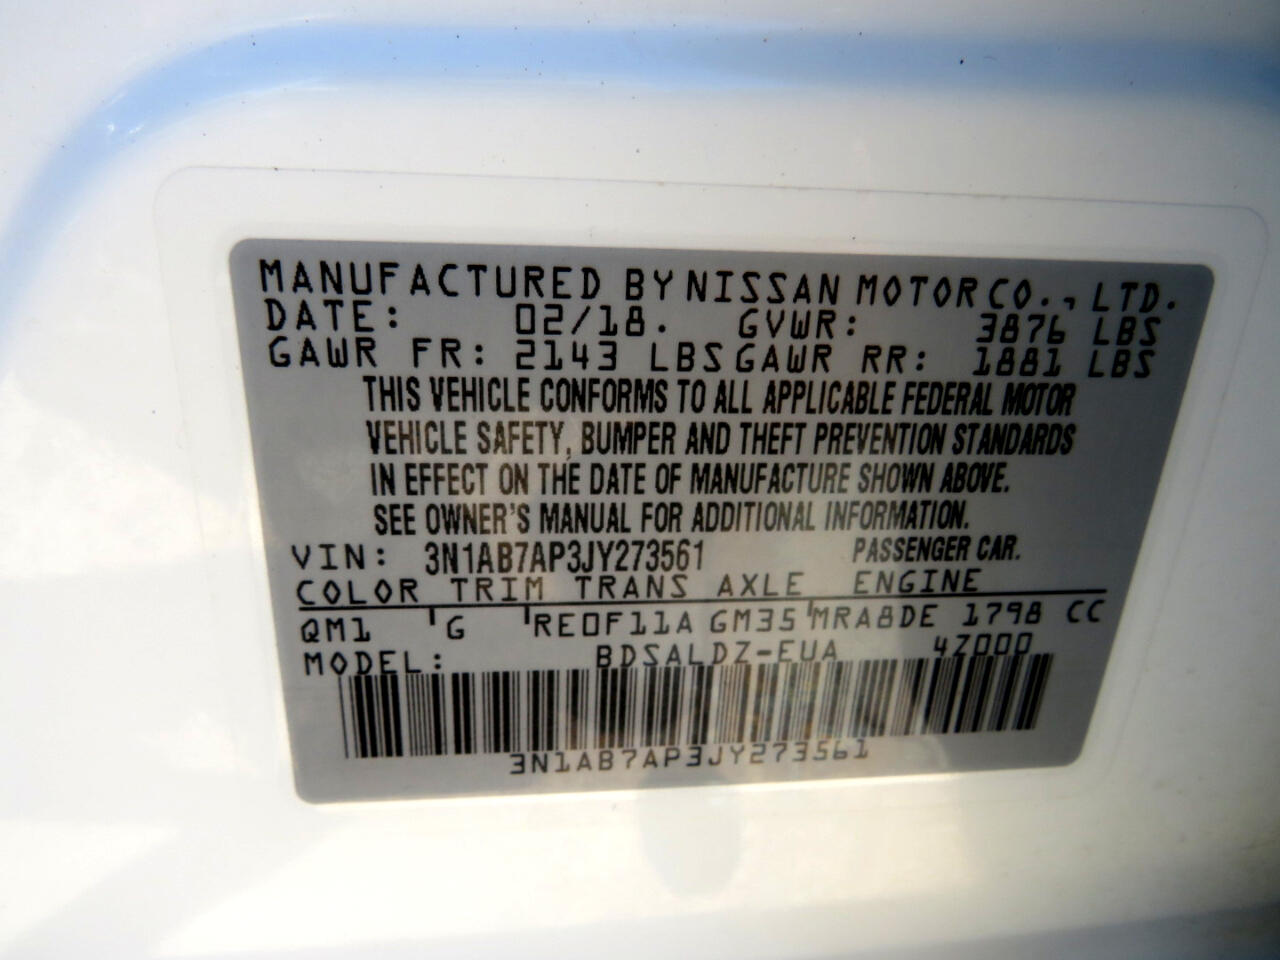 MANUFACTURED BY NISSAN MOTOR CO., LTD.
DATE: 02/18. GVWR: 3876 LBS
GAWR FR: 2143 LBS GAWR RR: 1881 LBS
THIS VEHICLE CONFORMS TO ALL APPLICABLE FEDERAL MOTOR
VEHICLE SAFETY, BUMPER AND THEFT PREVENTION STANDARDS
IN EFFECT ON THE DATE OF MANUFACTURE SHOWN ABOVE.
SEE OWNER'S MANUAL FOR ADDITIONAL INFORMATION.
VIN: 3N1AB7AP3JY273561 PASSENGER CAR.
COLOR TRIM TRANS AXLE ENGINE
QM1 G RE0F11A GM35 MRA8DE 1798 CC
MODEL: BDSALDZ-EUA 4Z000
3N1AB7AP3JY273561